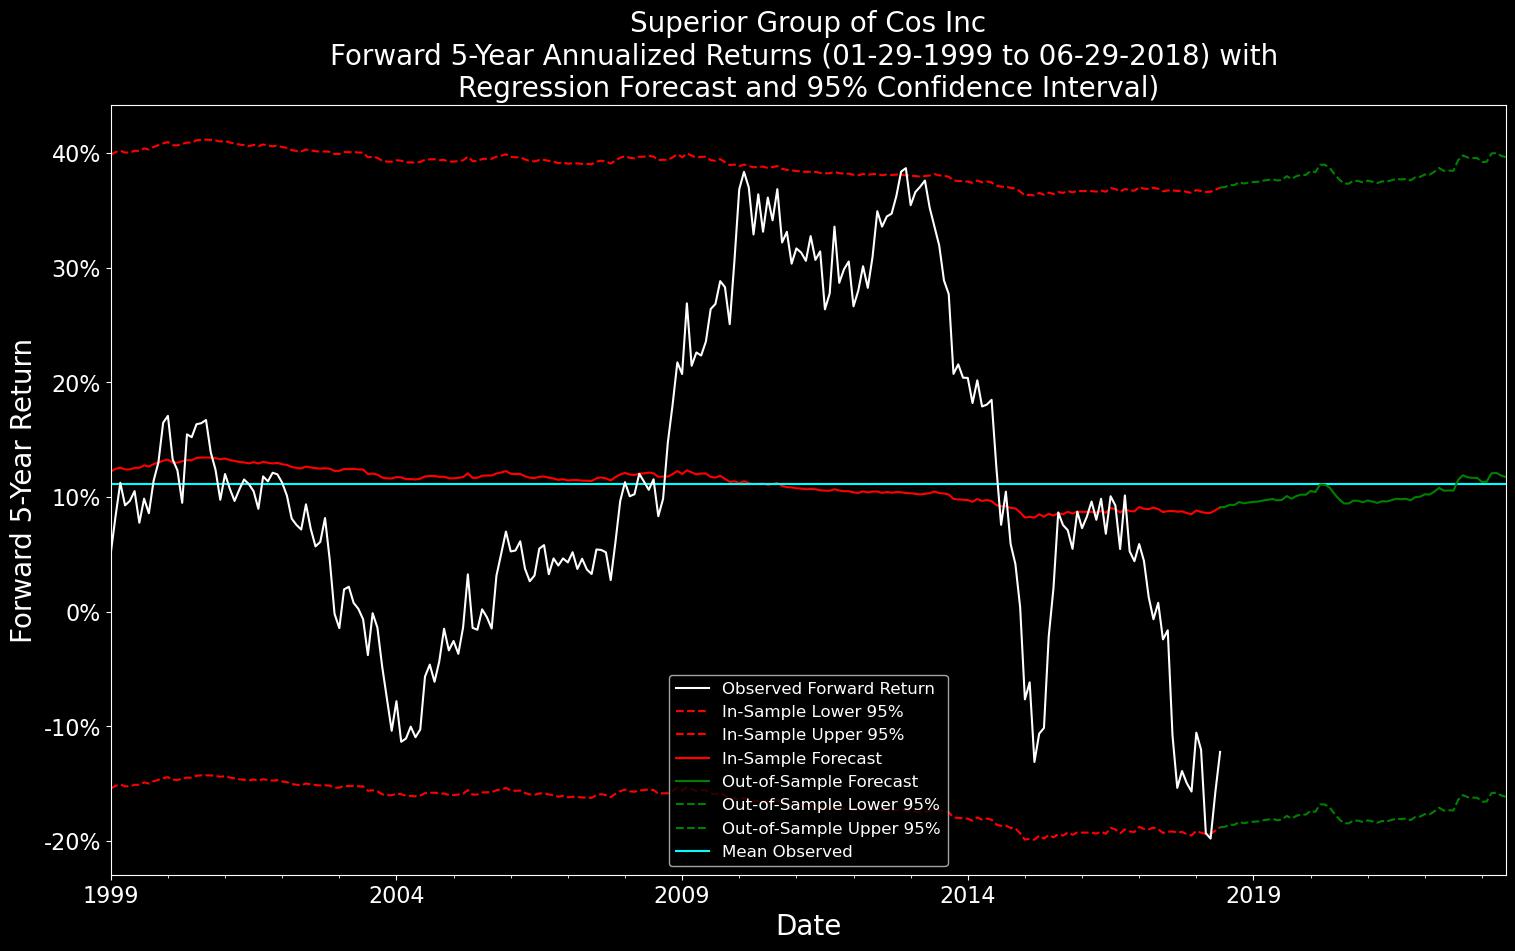 Superior Group of Cos Inc
Forward 5-Year Annualized Returns (01-29-1999 to 06-29-2018) with
Regression Forecast and 95% Confidence Interval)
Forward 5-Year Return
40%
30%
20%
10%
0%
-10%
-20%
Observed Forward Return
In-Sample Lower 95%
In-Sample Upper 95%
In-Sample Forecast
Out-of-Sample Forecast
Out-of-Sample Lower 95%
Out-of-Sample Upper 95%
Mean Observed
1999
2004
2009
2014
2019
Date